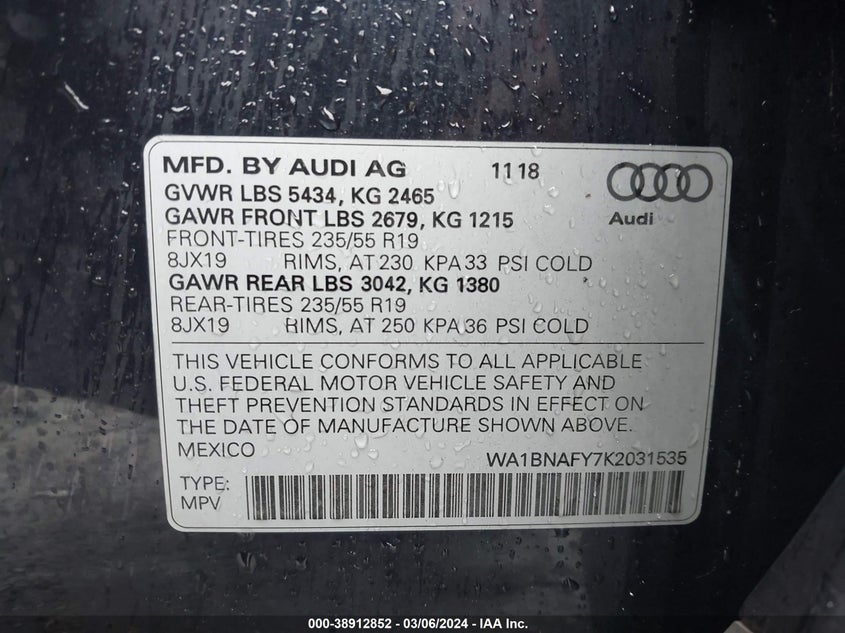 MFD. BY AUDI AG 1118
GVWR LBS 5434, KG 2465
GAWR FRONT LBS 2679, KG 1215
Audi
FRONT-TIRES 235/55 R19
8JX19 RIMS, AT 230 KPA 33 PSI COLD
GAWR REAR LBS 3042, KG 1380
REAR-TIRES 235/55 R19
8JX19 RIMS, AT 250 KPA 36 PSI COLD
THIS VEHICLE CONFORMS TO ALL APPLICABLE
U.S. FEDERAL MOTOR VEHICLE SAFETY AND
THEFT PREVENTION STANDARDS IN EFFECT ON
THE DATE OF MANUFACTURE SHOWN ABOVE.
MEXICO WA1BNAFY7K2031535
TYPE:
MPV
000-38912852 - 03/06/2024 - IAA Inc.